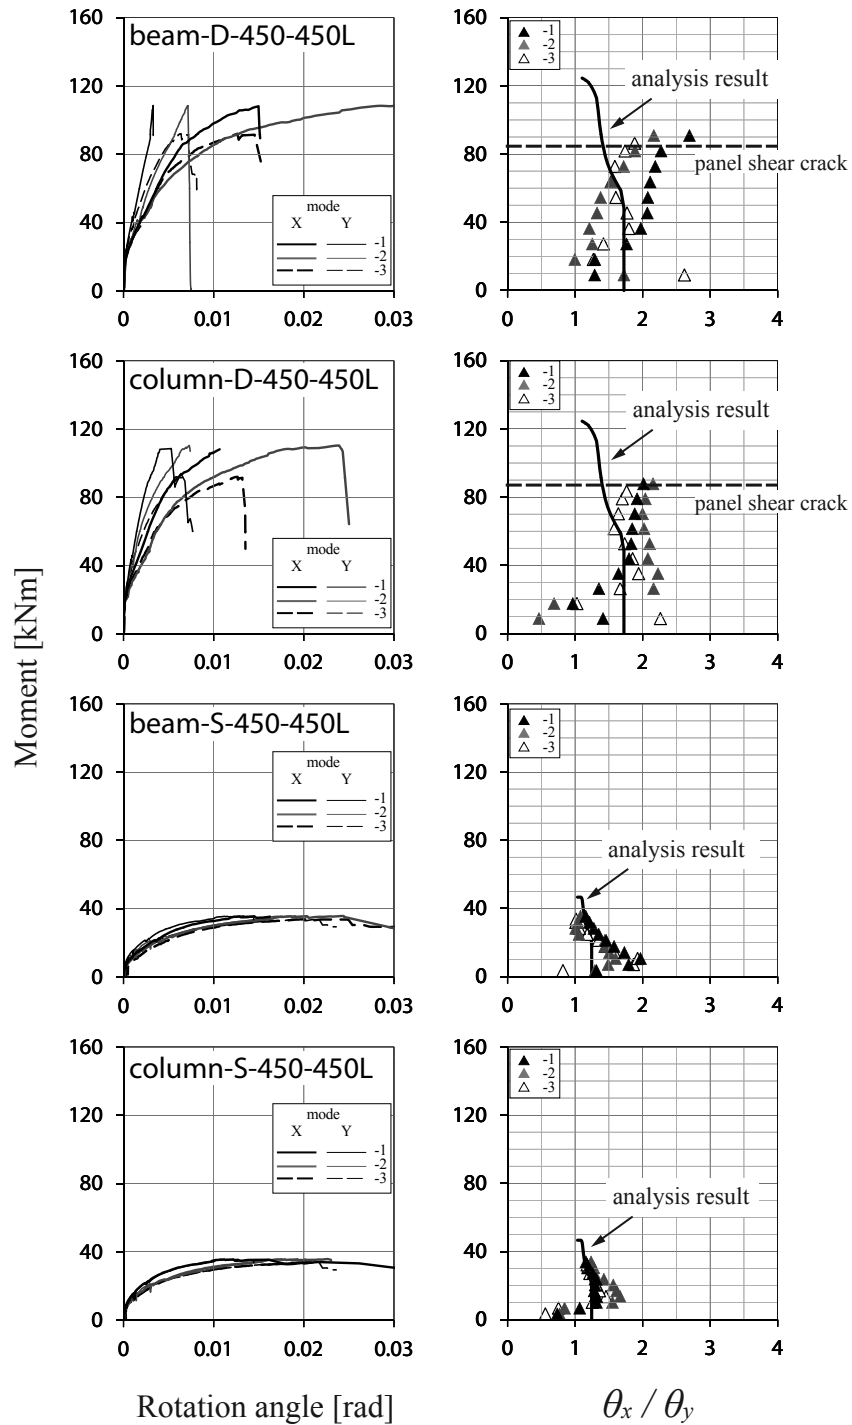 Moment [kNm]
beam-D-450-450L
160
120
80
40
0
0 0.01 0.02 0.03
mode
X Y
-1
-2
-3
160
120
80
40
0
0 1 2 3 4
-1
-2
-3
analysis result
panel shear crack
column-D-450-450L
160
120
80
40
0
0 0.01 0.02 0.03
mode
X Y
-1
-2
-3
160
120
80
40
0
0 1 2 3 4
-1
-2
-3
analysis result
panel shear crack
beam-S-450-450L
160
120
80
40
0
0 0.01 0.02 0.03
mode
X Y
-1
-2
-3
160
120
80
40
0
0 1 2 3 4
-1
-2
-3
analysis result
column-S-450-450L
160
120
80
40
0
0 0.01 0.02 0.03
mode
X Y
-1
-2
-3
160
120
80
40
0
0 1 2 3 4
-1
-2
-3
analysis result
Rotation angle [rad]
θx / θy